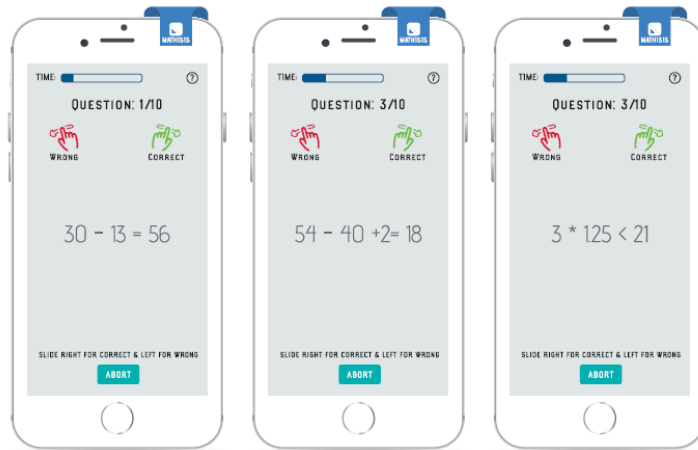 MATHISIS
TIME:
?
QUESTION: 1/10
WRONG
CORRECT
30 - 13 = 56
SLIDE RIGHT FOR CORRECT & LEFT FOR WRONG
ABORT
MATHISIS
TIME:
?
QUESTION: 3/10
WRONG
CORRECT
54 - 40 +2= 18
SLIDE RIGHT FOR CORRECT & LEFT FOR WRONG
ABORT
MATHISIS
TIME:
?
QUESTION: 3/10
WRONG
CORRECT
3 * 1.25 < 21
SLIDE RIGHT FOR CORRECT & LEFT FOR WRONG
ABORT